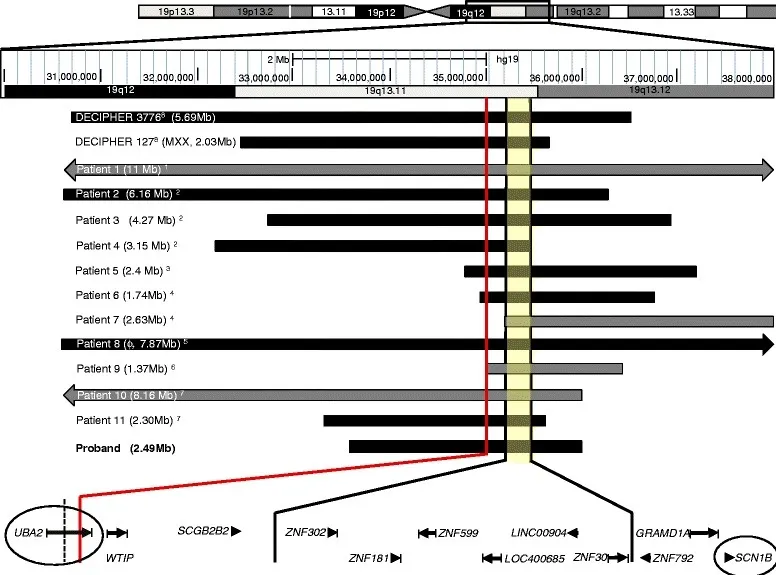 19p13.3 19p13.2 13.11 19p12 19q12 19q13.2 13.33
2 Mb hg19
31,000,000 32,000,000 33,000,000 34,000,000 35,000,000 36,000,000 37,000,000 38,000,000
19q12 19q13.11 19q13.12
DECIPHER 3776⁸ (5.69Mb)
DECIPHER 127⁸ (MXX, 2.03Mb)
Patient 1 (11 Mb) ¹
Patient 2 (6.16 Mb) ²
Patient 3 (4.27 Mb) ²
Patient 4 (3.15 Mb) ²
Patient 5 (2.4 Mb) ³
Patient 6 (1.74Mb) ⁴
Patient 7 (2.63Mb) ⁴
Patient 8 (ϕ, 7.87Mb) ⁵
Patient 9 (1.37Mb) ⁶
Patient 10 (8.16 Mb) ⁷
Patient 11 (2.30Mb) ⁷
Proband (2.49Mb)
UBA2 SCGB2B2 ZNF302 ZNF599 LINC00904 GRAMD1A
WTIP ZNF181 LOC400685 ZNF30 ZNF792 SCN1B